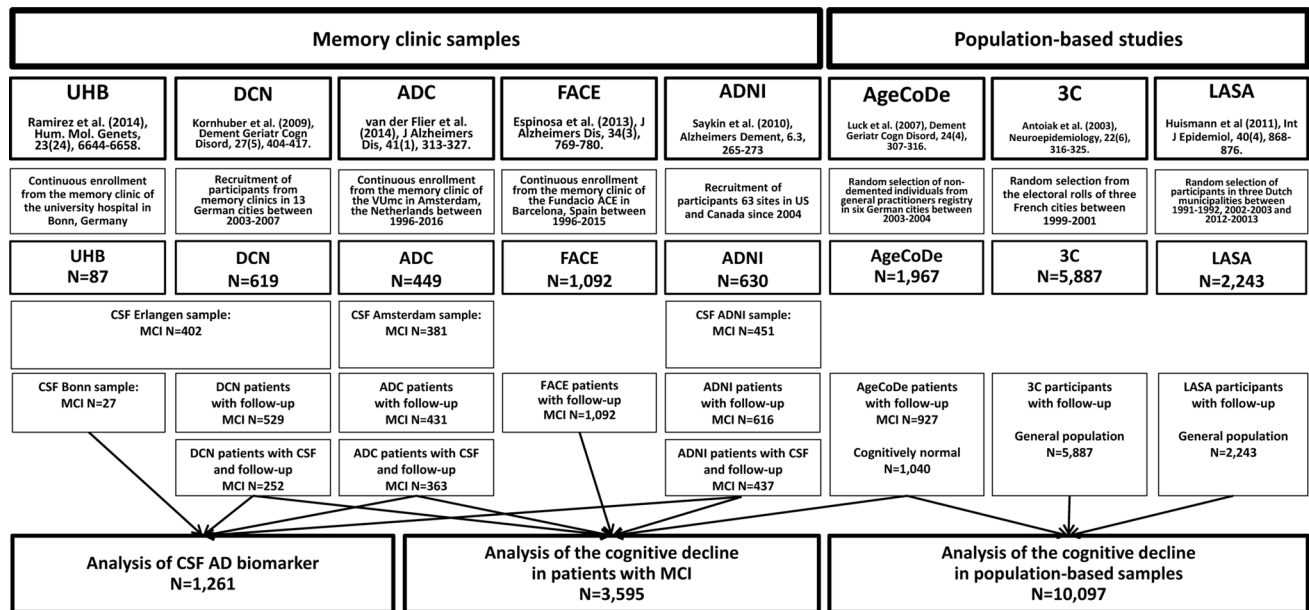 Memory clinic samples
Population-based studies
UHB
Ramirez et al. (2014),
Hum. Mol. Genets,
23(24), 6644-6658.
DCN
Kornhuber et al. (2009),
Dement Geriatr Cogn
Disord, 27(5), 404-417.
ADC
van der Flier et al.
(2014), J Alzheimers
Dis, 41(1), 313-327.
FACE
Espinosa et al. (2013), J
Alzheimers Dis, 34(3),
769-780.
ADNI
Saykin et al. (2010),
Alzheimers Dement, 6.3,
265-273
AgeCoDe
Luck et al. (2007), Dement
Geriatr Cogn Disord, 24(4),
307-316.
3C
Antoiak et al. (2003),
Neuroepidemiology, 22(6),
316-325.
LASA
Huismann et al (2011), Int
J Epidemiol, 40(4), 868-
876.
Continuous enrollment
from the memory clinic of
the university hospital in
Bonn, Germany
Recruitment of
participants from
memory clinics in 13
German cities between
2003-2007
Continuous enrollment
from the memory clinic of
the VUmc in Amsterdam,
the Netherlands between
1996-2016
Continuous enrollment
from the memory clinic of
the Fundacio ACE in
Barcelona, Spain between
1996-2015
Recruitment of
participants 63 sites in US
and Canada since 2004
Random selection of non-
demented individuals from
general practitioners registry
in six German cities between
2003-2004
Random selection from
the electoral rolls of three
French cities between
1999-2001
Random selection of
participants in three Dutch
municipalities between
1991-1992, 2002-2003 and
2012-20013
UHB
N=87
DCN
N=619
ADC
N=449
FACE
N=1,092
ADNI
N=630
AgeCoDe
N=1,967
3C
N=5,887
LASA
N=2,243
CSF Erlangen sample:
MCI N=402
CSF Amsterdam sample:
MCI N=381
CSF ADNI sample:
MCI N=451
CSF Bonn sample:
MCI N=27
DCN patients
with follow-up
MCI N=529
ADC patients
with follow-up
MCI N=431
FACE patients
with follow-up
MCI N=1,092
ADNI patients
with follow-up
MCI N=616
AgeCoDe patients
with follow-up
MCI N=927
Cognitively normal
N=1,040
3C participants
with follow-up
General population
N=5,887
LASA participants
with follow-up
General population
N=2,243
DCN patients with CSF
and follow-up
MCI N=252
ADC patients with CSF
and follow-up
MCI N=363
ADNI patients with CSF
and follow-up
MCI N=437
Analysis of CSF AD biomarker
N=1,261
Analysis of the cognitive decline
in patients with MCI
N=3,595
Analysis of the cognitive decline
in population-based samples
N=10,097